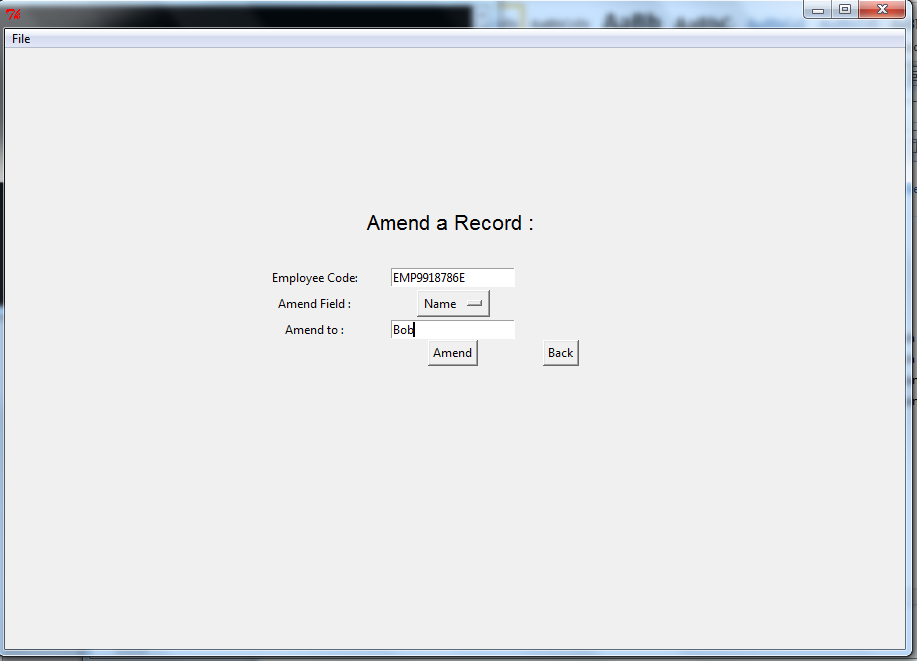 File
Amend a Record :
Employee Code: EMP9918786E
Amend Field : Name
Amend to : Bob
Amend Back